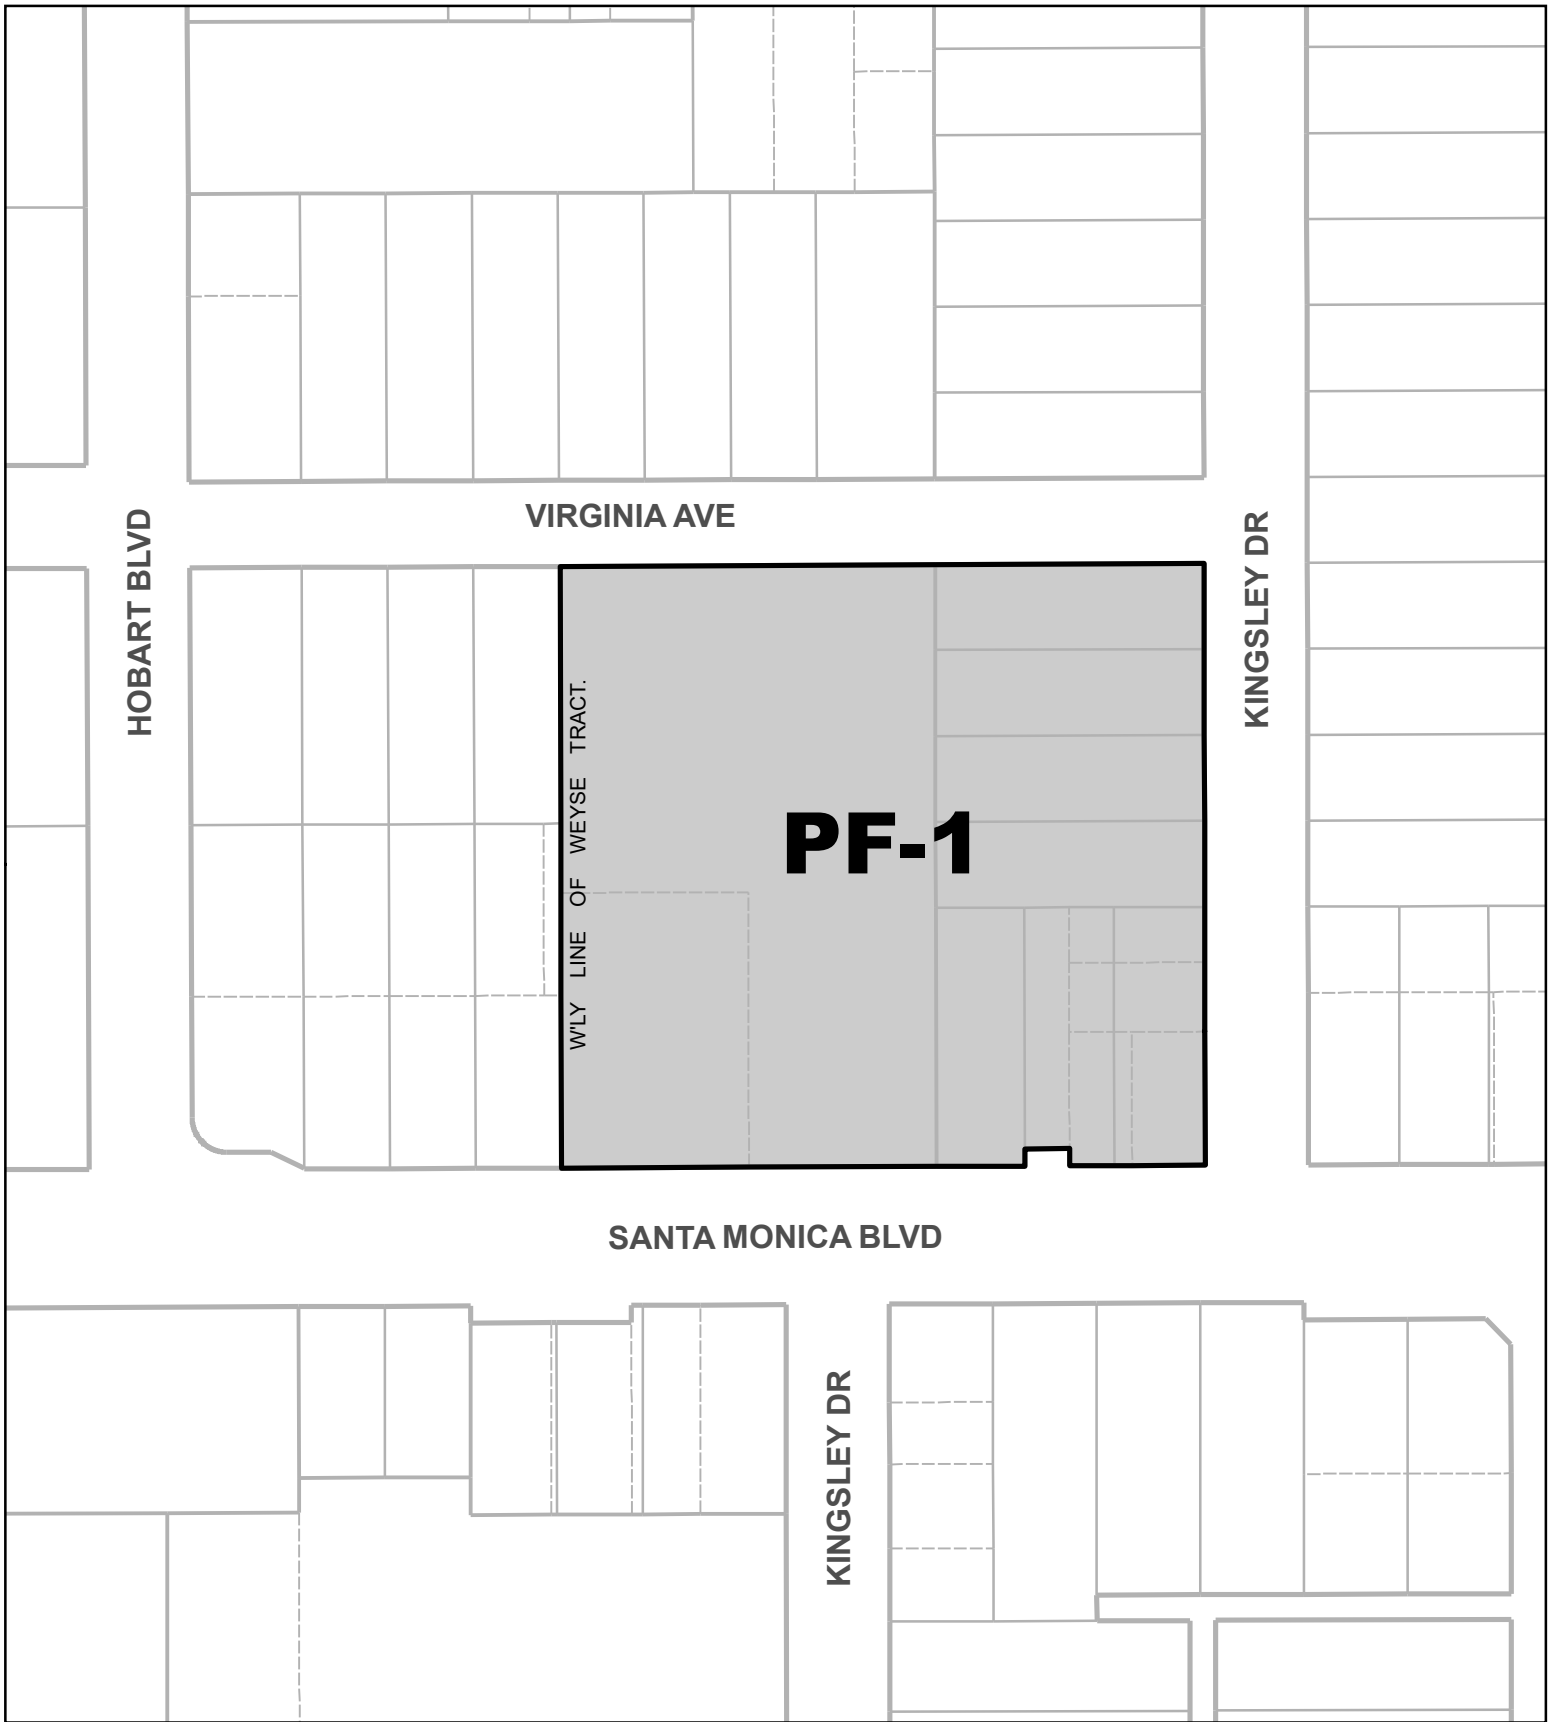 VIRGINIA AVE
HOBART BLVD
KINGSLEY DR
W'LY LINE OF WEYSE TRACT.
PF-1
SANTA MONICA BLVD
KINGSLEY DR